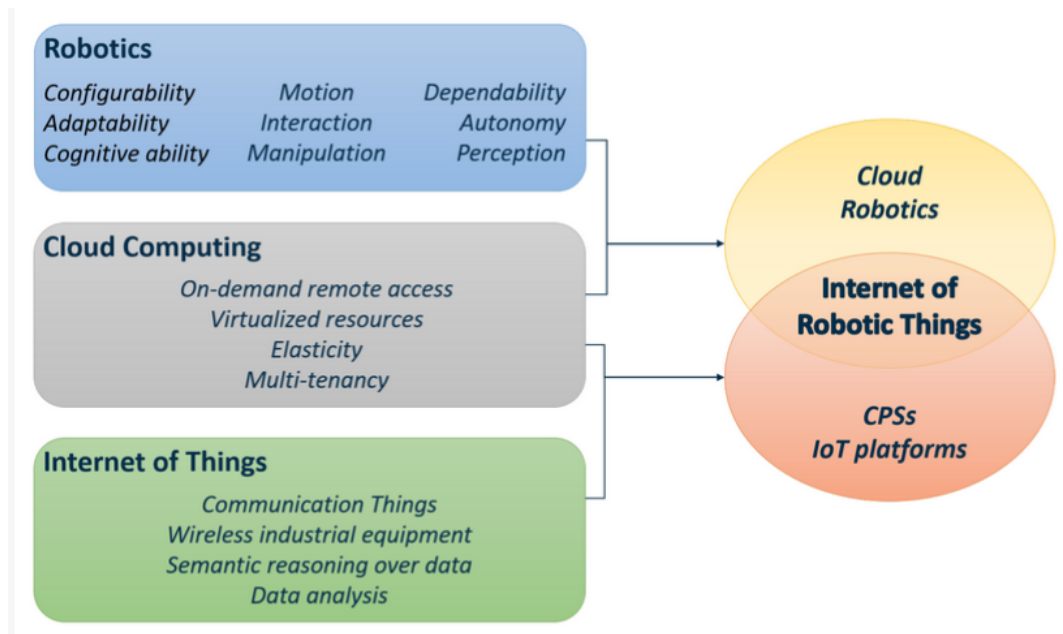 Robotics
Configurability Motion Dependability
Adaptability Interaction Autonomy
Cognitive ability Manipulation Perception
Cloud Computing
On-demand remote access
Virtualized resources
Elasticity
Multi-tenancy
Internet of Things
Communication Things
Wireless industrial equipment
Semantic reasoning over data
Data analysis
Cloud
Robotics
Internet of
Robotic Things
CPSs
IoT platforms